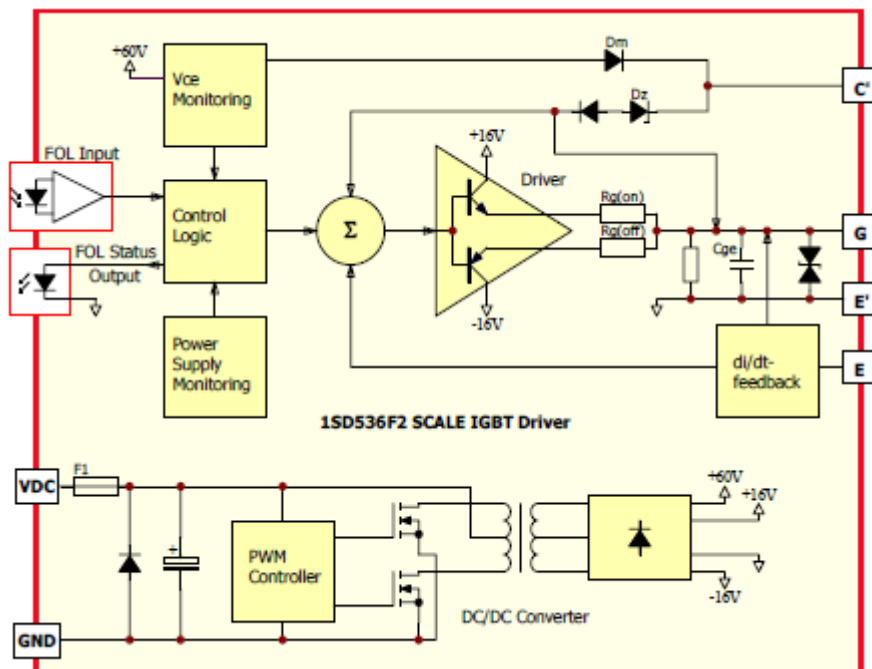 +60V
Vce
Monitoring
Dm
C'
Dz
FOL Input
+16V
Driver
Control
Logic
Σ
Rg(on)
Rg(off)
G
FOL Status
Output
Cge
E'
-16V
Power
Supply
Monitoring
di/dt-
feedback
E
1SD536F2 SCALE IGBT Driver
VDC
F1
+60V
+16V
+
PWM
Controller
-16V
DC/DC Converter
GND